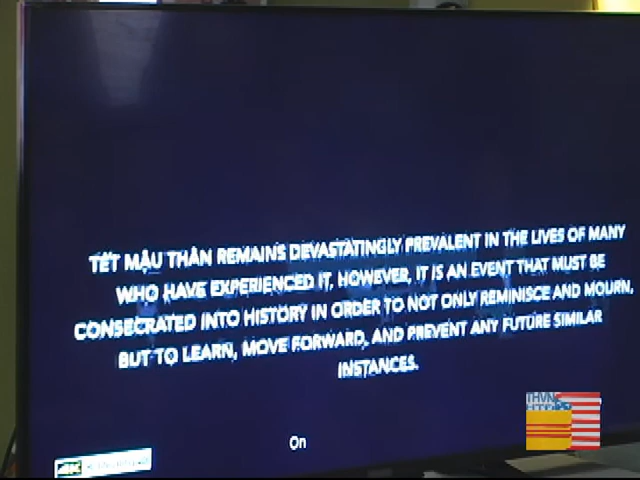 TẾT MẬU THÂN REMAINS DEVASTATINGLY PREVALENT IN THE LIVES OF MANY
WHO HAVE EXPERIENCED IT, HOWEVER, IT IS AN EVENT THAT MUST BE
CONSECRATED INTO HISTORY IN ORDER TO NOT ONLY REMINISCE AND MOURN,
BUT TO LEARN, MOVE FORWARD, AND PREVENT ANY FUTURE SIMILAR
INSTANCES.
On
4K